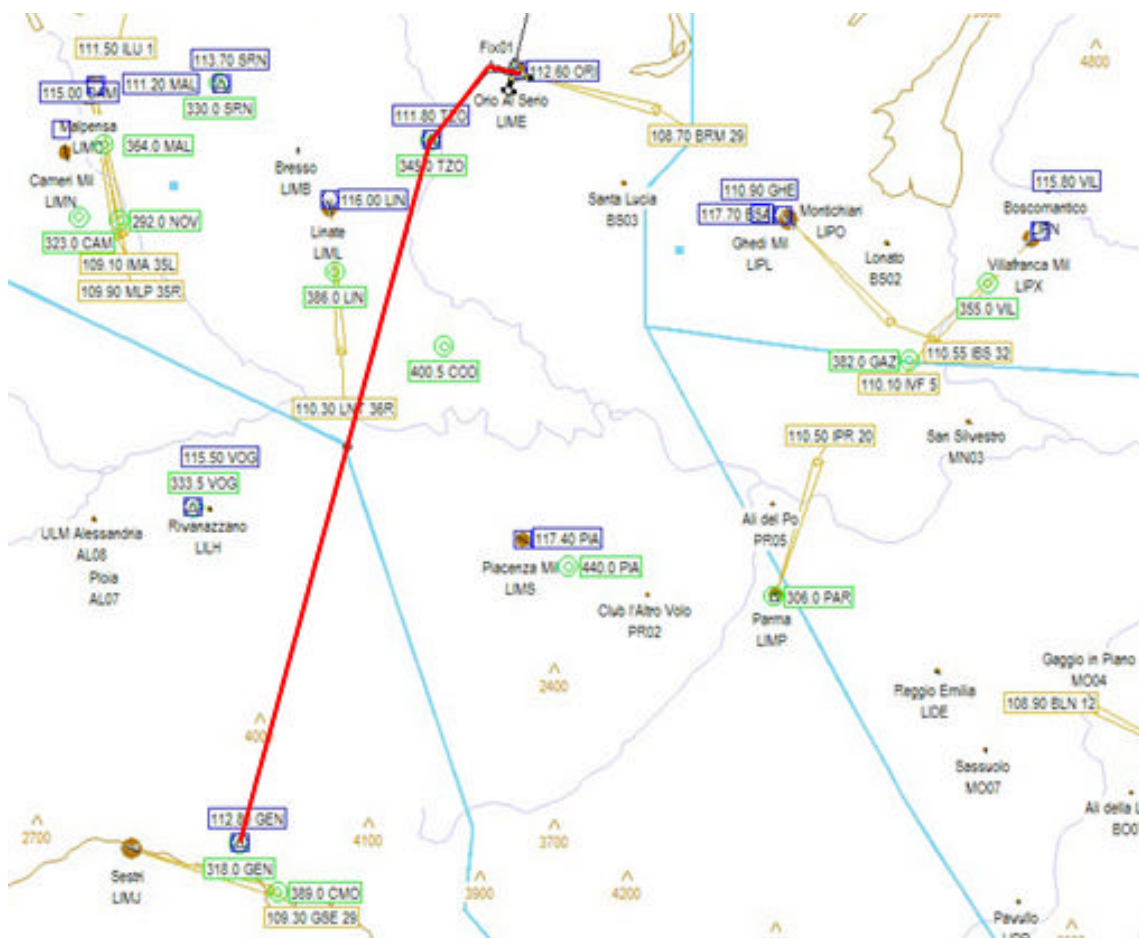 111.50 ILU 1
113.70 SRN
Fix01
4800
111.20 MAL
112.60 ORI
330.0 SRN
Orio Al Serio
LIME
111.80 TZO
108.70 BRM 29
Malpensa
364.0 MAL
Bresso
LIMB
345.0 TZO
Cameri Mil
LIMN
116.00 LIN
Santa Lucia
BS03
110.90 GHE
115.80 VIL
117.70 BSA
Montichiari
LIPO
Boscomantico
LIPN
292.0 NOV
323.0 CAM
Linate
LIML
Ghedi Mil
LIPL
Lonato
BS02
Villafranca Mil
LIPX
109.10 IMA 35L
109.90 MLP 35R
386.0 LIN
355.0 VIL
400.5 COD
382.0 GAZ
110.55 IBS 32
110.10 IVF 5
110.30 LNT 36R
110.50 IPR 20
San Silvestro
MN03
115.50 VOG
333.5 VOG
ULM Alessandria
AL08
Rivanazzano
LILH
Ali del Po
PR05
117.40 PIA
AL07
Piacenza Mil
LIMS
440.0 PIA
Club l'Altro Volo
PR02
306.0 PAR
Parma
LIMP
2400
Reggio Emilia
LIDE
Gaggio in Piano
MO04
108.90 BLN 12
Sassuolo
MO07
2700
GEN
4100
3700
318.0 GEN
Sestri
LIMJ
389.0 CMO
3900
4200
109.30 GSE 29
Pavullo